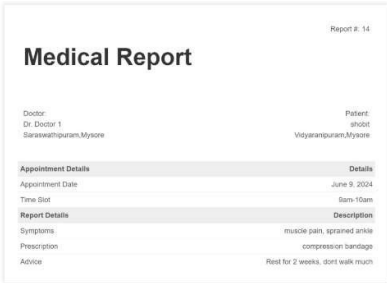 Report #: 14
Medical Report
Doctor: Patient:
Dr. Doctor 1 shobit
Saraswathipuram,Mysore Vidyaranipuram,Mysore
Appointment Details Details
Appointment Date June 9, 2024
Time Slot 9am-10am
Report Details Description
Symptoms muscle pain, sprained ankle
Prescription compression bandage
Advice Rest for 2 weeks, dont walk much